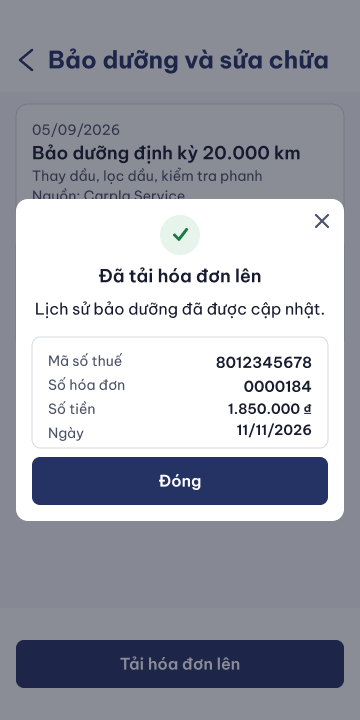 Bảo dưỡng và sửa chữa
05/09/2026
Bảo dưỡng định kỳ 20.000 km
Thay dầu, lọc dầu, kiểm tra phanh
Nguồn: Carpla Service
Đã tải hóa đơn lên
Lịch sử bảo dưỡng đã được cập nhật.
Mã số thuế 8012345678
Số hóa đơn 0000184
Số tiền 1.850.000 ₫
Ngày 11/11/2026
Đóng
Tải hóa đơn lên